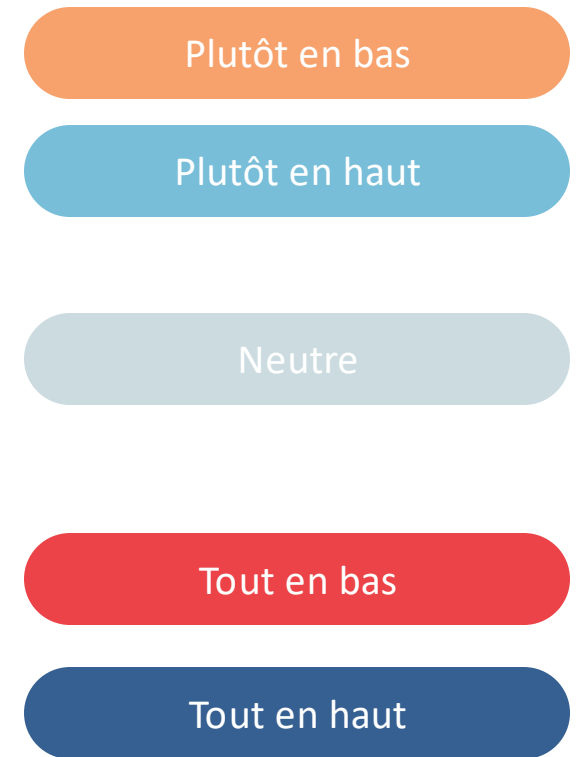 Plutôt en bas
Plutôt en haut
Neutre
Tout en bas
Tout en haut